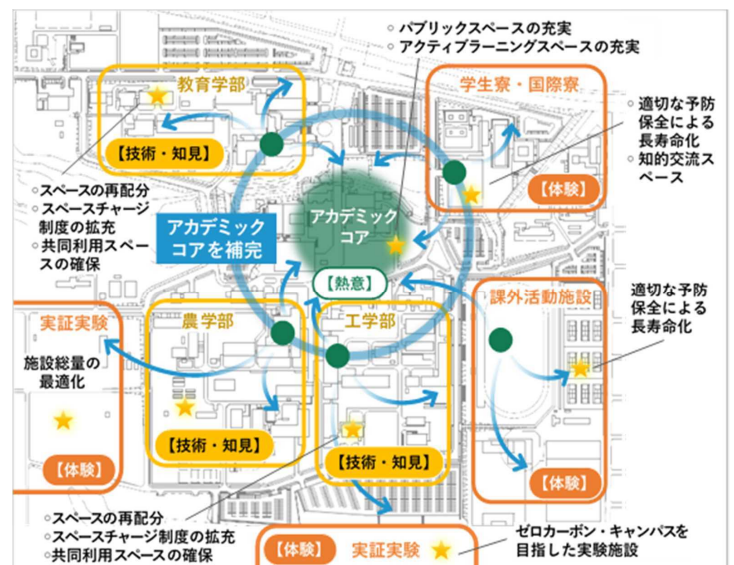 ○パブリックスペースの充実
○アクティブラーニングスペースの充実
教育学部
【技術・知見】
学生寮・国際寮
【体験】
○適切な予防
保全による
長寿命化
○知的交流ス
ペース
○スペースの再配分
○スペースチャージ
制度の拡充
○共同利用スペー
スの確保
アカデミック
コアを補完
アカデミック
コア
【熱意】
実証実験
施設総量の
最適化
【体験】
農学部
【技術・知見】
工学部
【技術・知見】
課外活動施設
【体験】
適切な予防
保全による
長寿命化
○スペースの再配分
○スペースチャージ制度の拡充
○共同利用スペースの確保
【体験】 実証実験
ゼロカーボン・キャンパスを
目指した実験施設